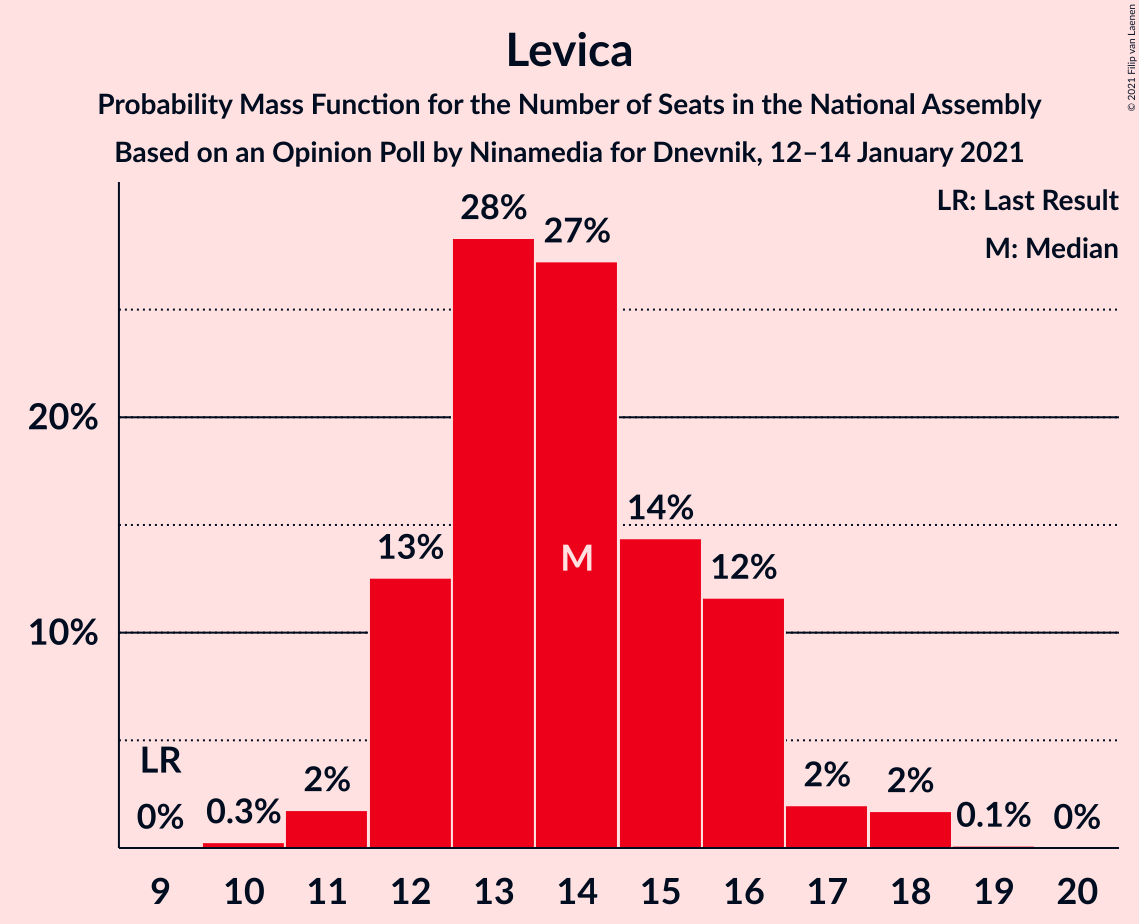 Levica
Probability Mass Function for the Number of Seats in the National Assembly
Based on an Opinion Poll by Ninamedia for Dnevnik, 12–14 January 2021
© 2021 Filip van Laenen
LR: Last Result
M: Median
28%
27%
20%
14%
13%
M
12%
10%
LR
2%
2%
2%
0%
0.3%
0.1%
0%
9 10 11 12 13 14 15 16 17 18 19 20